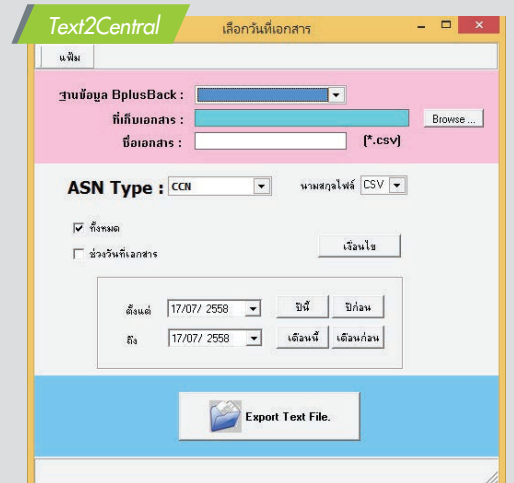 Text2Central
เลือกวันที่เอกสาร
แฟ้ม
ฐานข้อมูล BplusBack :
ที่เก็บเอกสาร : Browse ...
ชื่อเอกสาร : (*.csv)
ASN Type : CCN นามสกุลไฟล์ CSV
ทั้งหมด
ช่วงวันที่เอกสาร เงื่อนไข
ตั้งแต่ 17/07/ 2558 ปีนี้ ปีก่อน
ถึง 17/07/ 2558 เดือนนี้ เดือนก่อน
Export Text File.